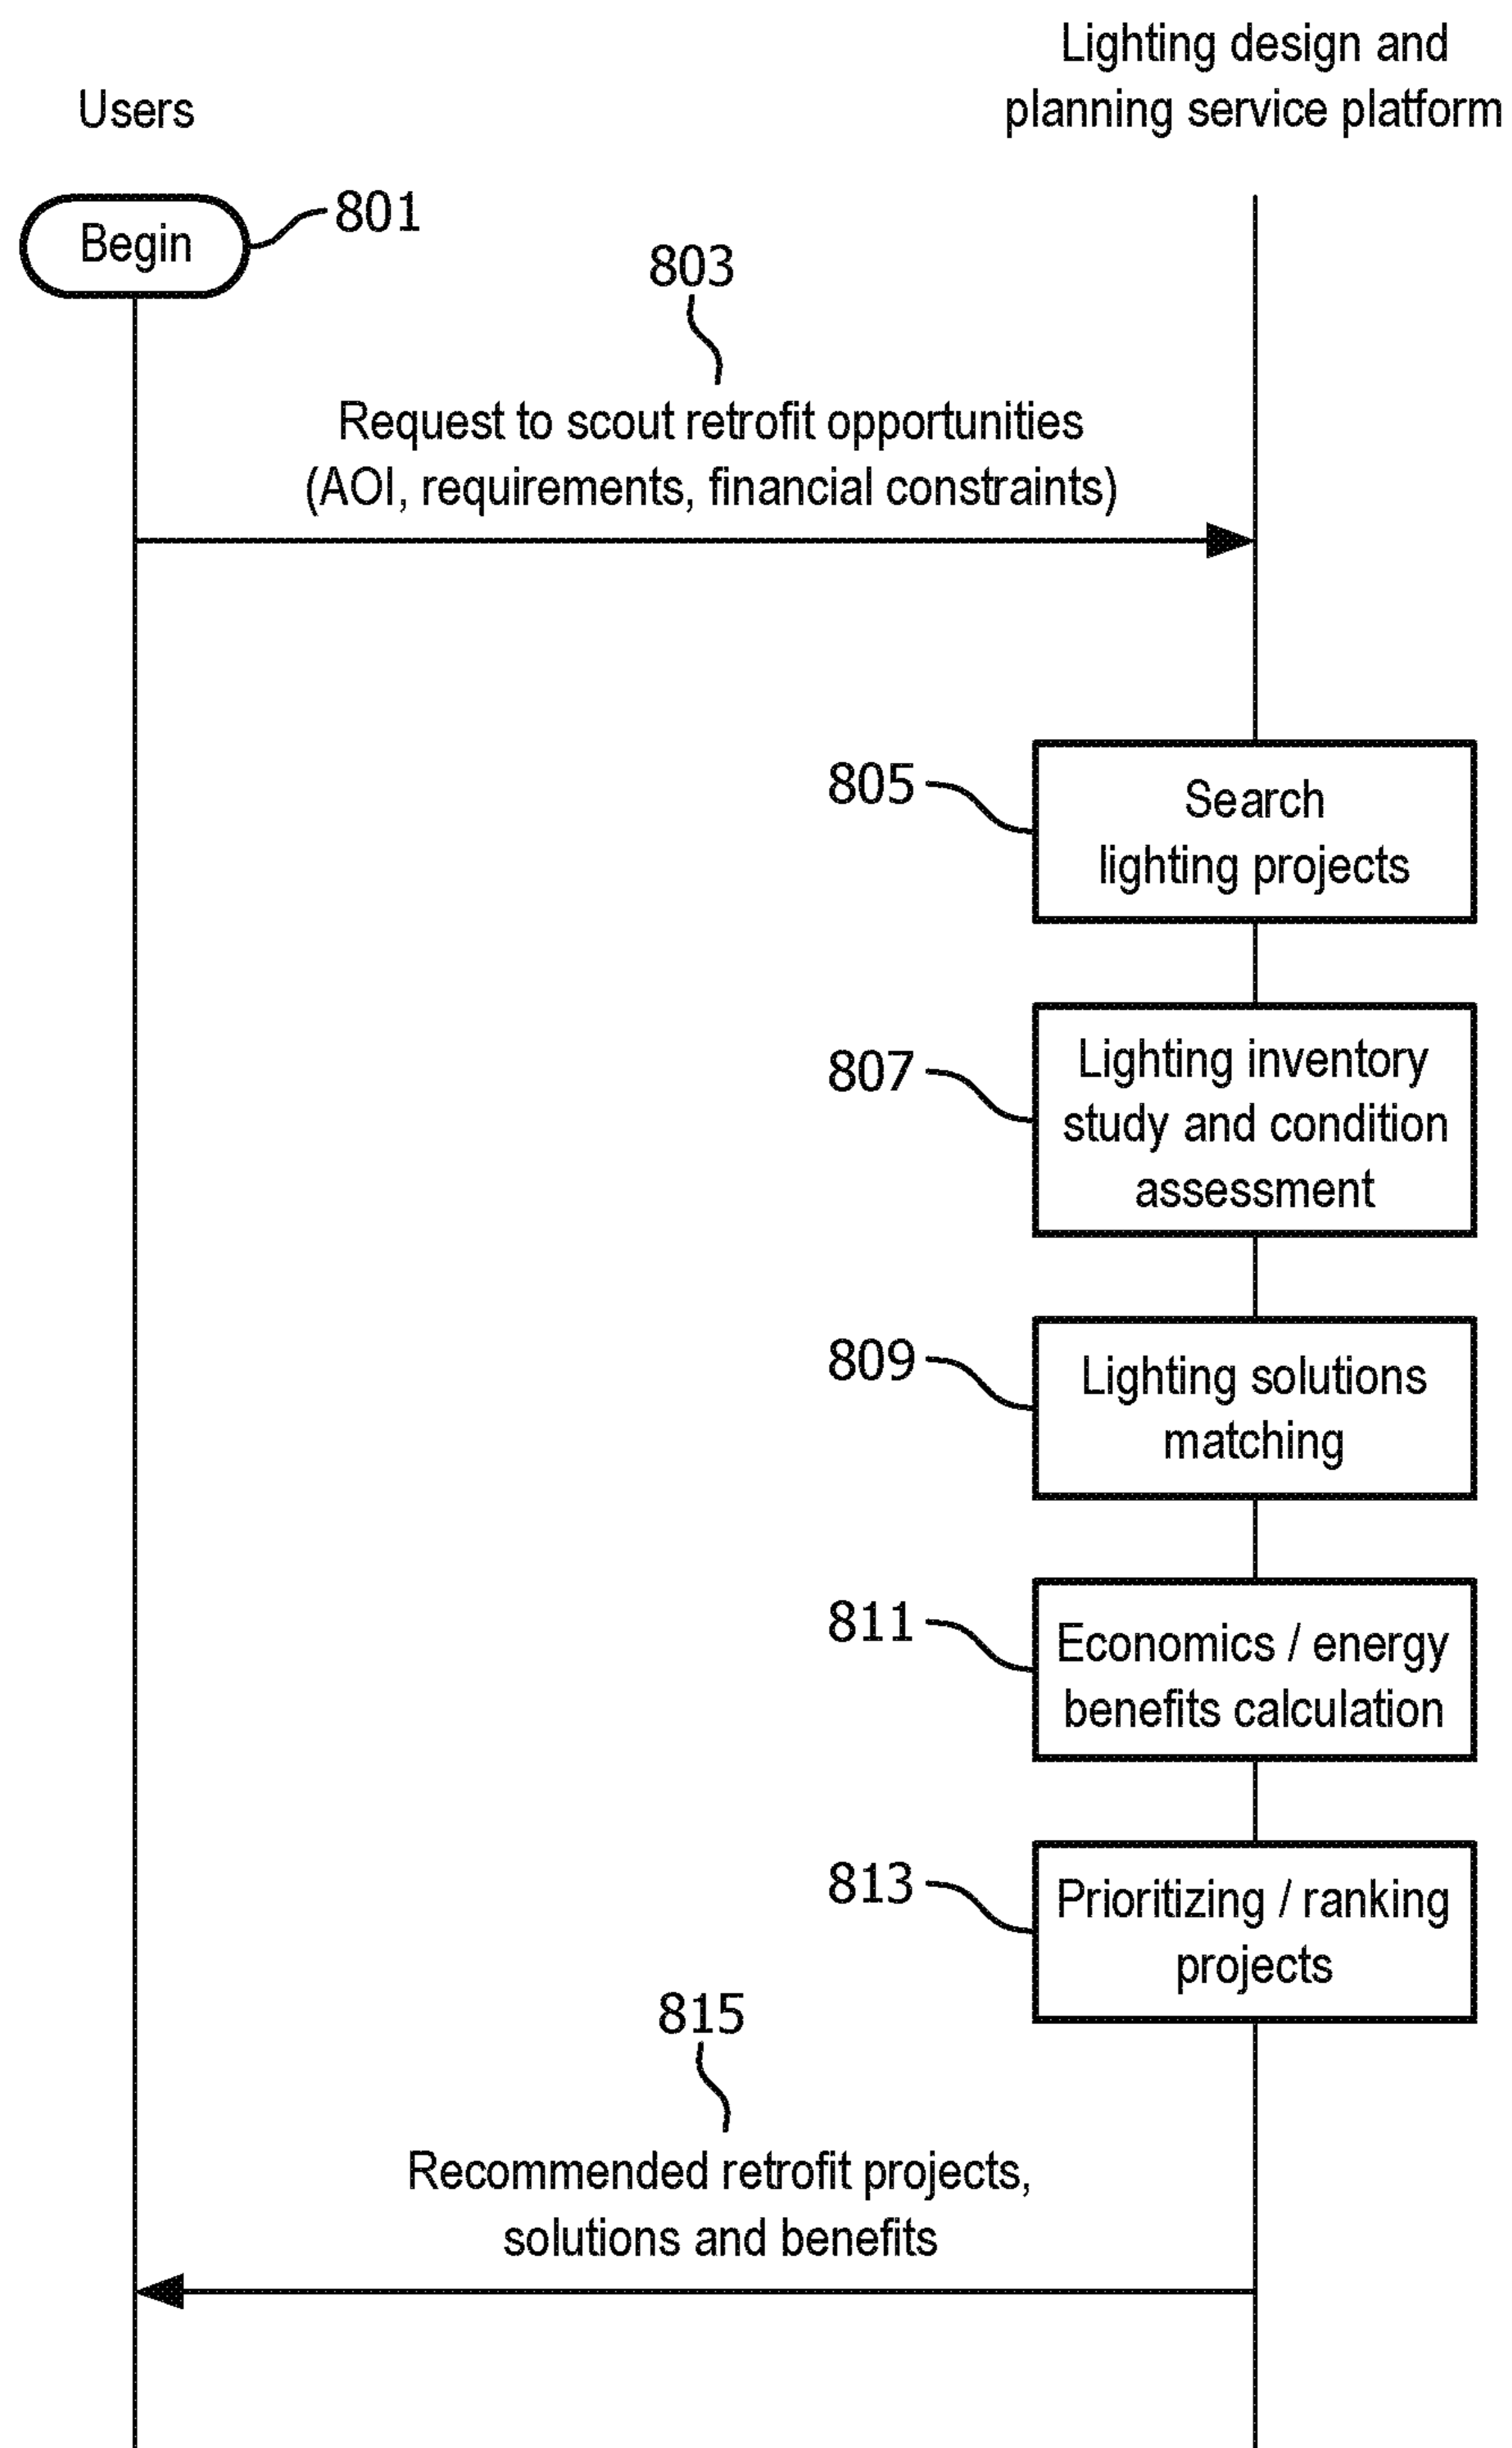 Lighting design and
planning service platform
Users
Begin
801
803
Request to scout retrofit opportunities
(AOI, requirements, financial constraints)
805
Search
lighting projects
807
Lighting inventory
study and condition
assessment
809
Lighting solutions
matching
811
Economics / energy
benefits calculation
813
Prioritizing / ranking
projects
815
Recommended retrofit projects,
solutions and benefits